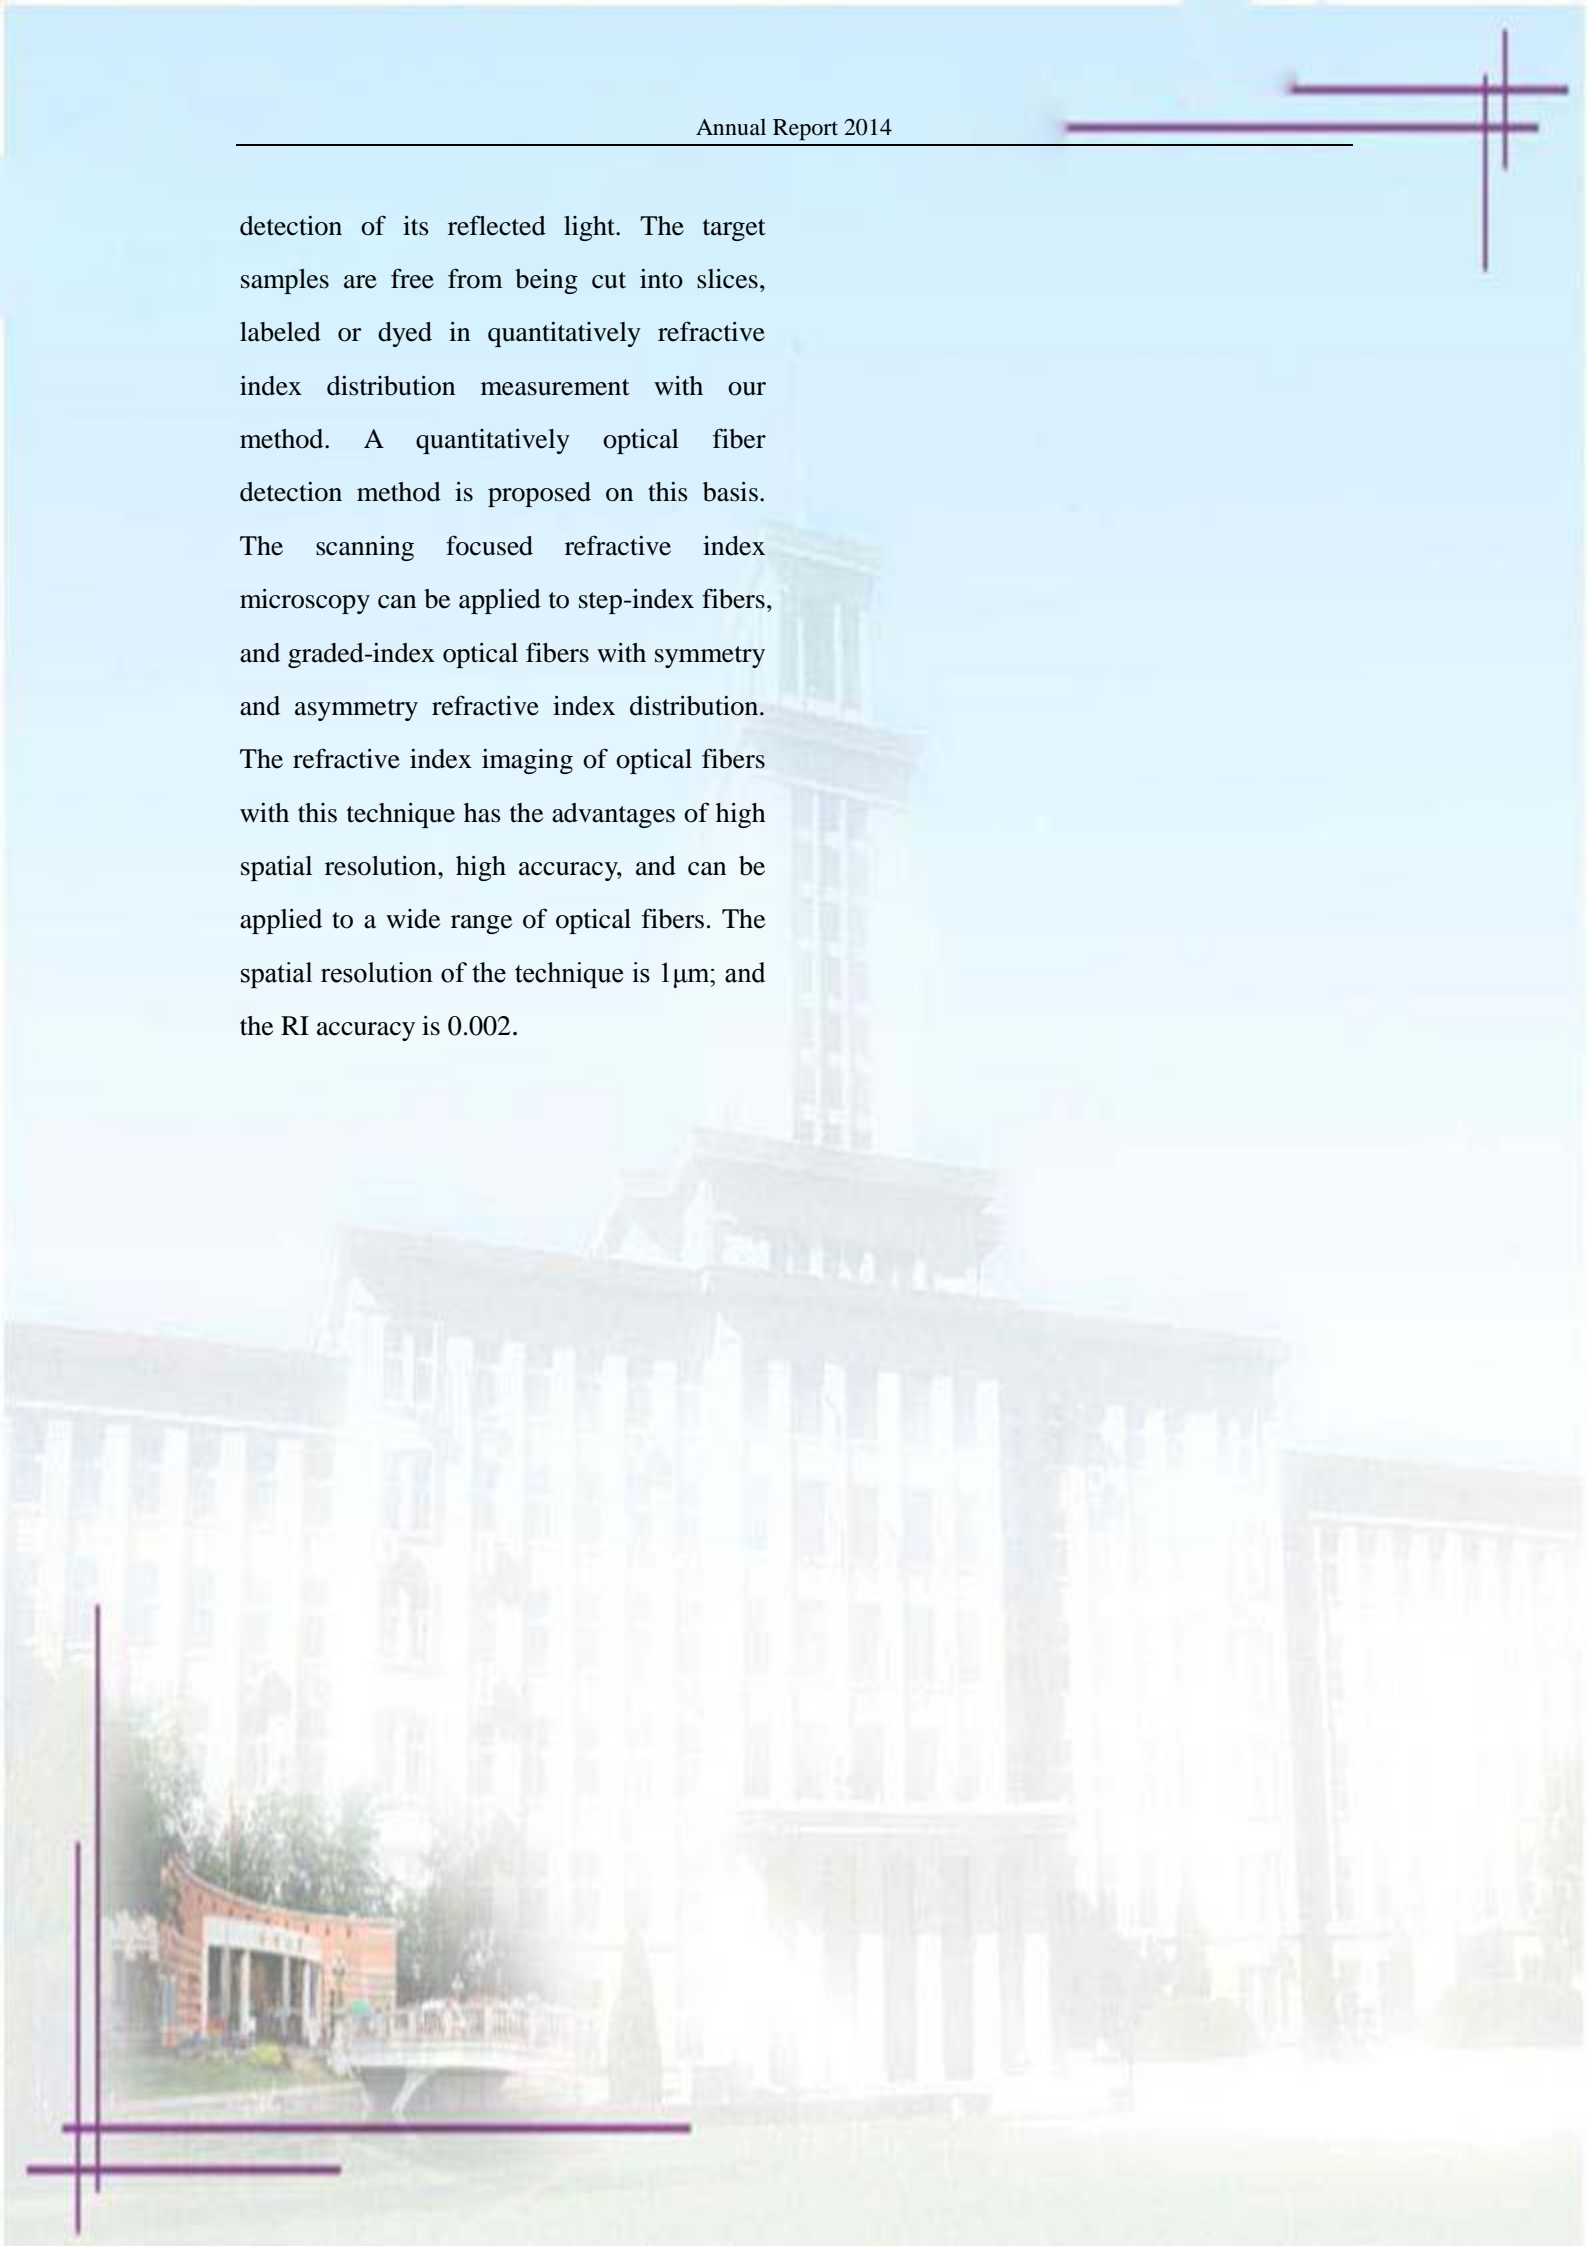 Annual Report 2014
detection of its reflected light. The target
samples are free from being cut into slices,
labeled or dyed in quantitatively refractive
index distribution measurement with our
method. A quantitatively optical fiber
detection method is proposed on this basis.
The scanning focused refractive index
microscopy can be applied to step-index fibers,
and graded-index optical fibers with symmetry
and asymmetry refractive index distribution.
The refractive index imaging of optical fibers
with this technique has the advantages of high
spatial resolution, high accuracy, and can be
applied to a wide range of optical fibers. The
spatial resolution of the technique is 1μm; and
the RI accuracy is 0.002.